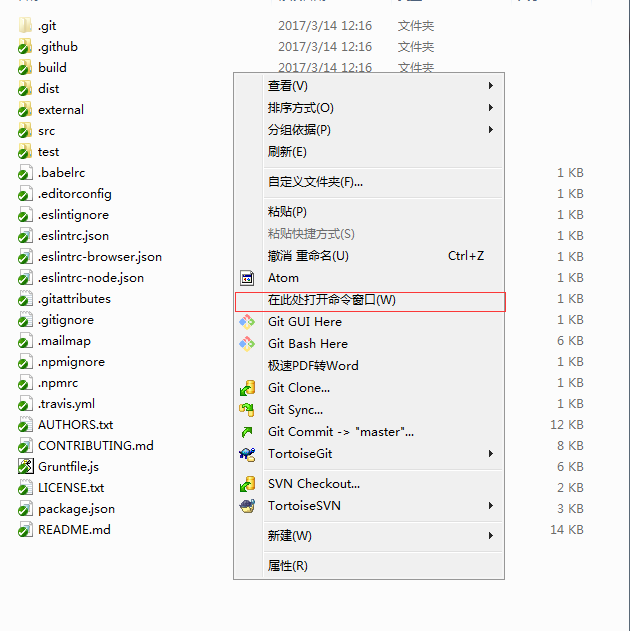 .git 2017/3/14 12:16 文件夹
.github 2017/3/14 12:16 文件夹
build 2017/3/14 12:16 文件夹
dist
external
src
test
.babelrc 1 KB
.editorconfig 1 KB
.eslintignore 1 KB
.eslintrc.json 1 KB
.eslintrc-browser.json 1 KB
.eslintrc-node.json 1 KB
.gitattributes 1 KB
.gitignore 1 KB
.mailmap 6 KB
.npmignore 1 KB
.npmrc 1 KB
.travis.yml 1 KB
AUTHORS.txt 12 KB
CONTRIBUTING.md 8 KB
Gruntfile.js 6 KB
LICENSE.txt 2 KB
package.json 3 KB
README.md 14 KB
查看(V)
排序方式(O)
分组依据(P)
刷新(E)
自定义文件夹(F)...
粘贴(P)
粘贴快捷方式(S)
撤消 重命名(U) Ctrl+Z
Atom
在此处打开命令窗口(W)
Git GUI Here
Git Bash Here
极速PDF转Word
Git Clone...
Git Sync...
Git Commit -> "master"...
TortoiseGit
SVN Checkout...
TortoiseSVN
新建(W)
属性(R)